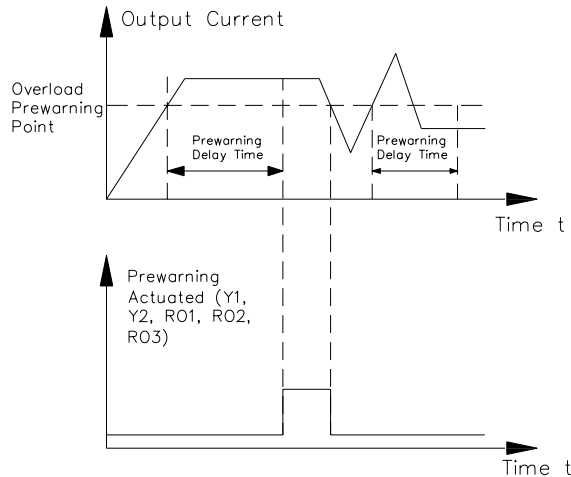 Output Current
Overload
Prewarning
Point
Prewarning
Delay Time
Prewarning
Delay Time
Time t
Prewarning
Actuated (Y1,
Y2, RO1, RO2,
RO3)
Time t